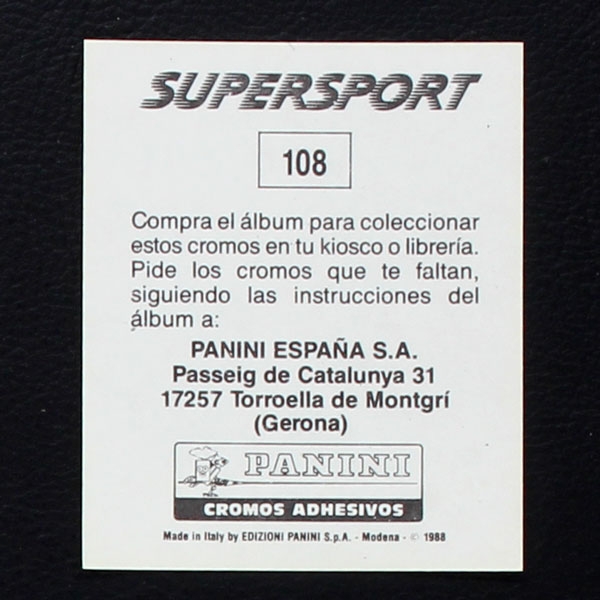 SUPERSPORT
108
Compra el álbum para coleccionar
estos cromos en tu kiosco o librería.
Pide los cromos que te faltan,
siguiendo las instrucciones del
álbum a:
PANINI ESPAÑA S.A.
Passeig de Catalunya 31
17257 Torroella de Montgrí
(Gerona)
PANINI
CROMOS ADHESIVOS
Made in Italy by EDIZIONI PANINI S.p.A. - Modena - © 1988